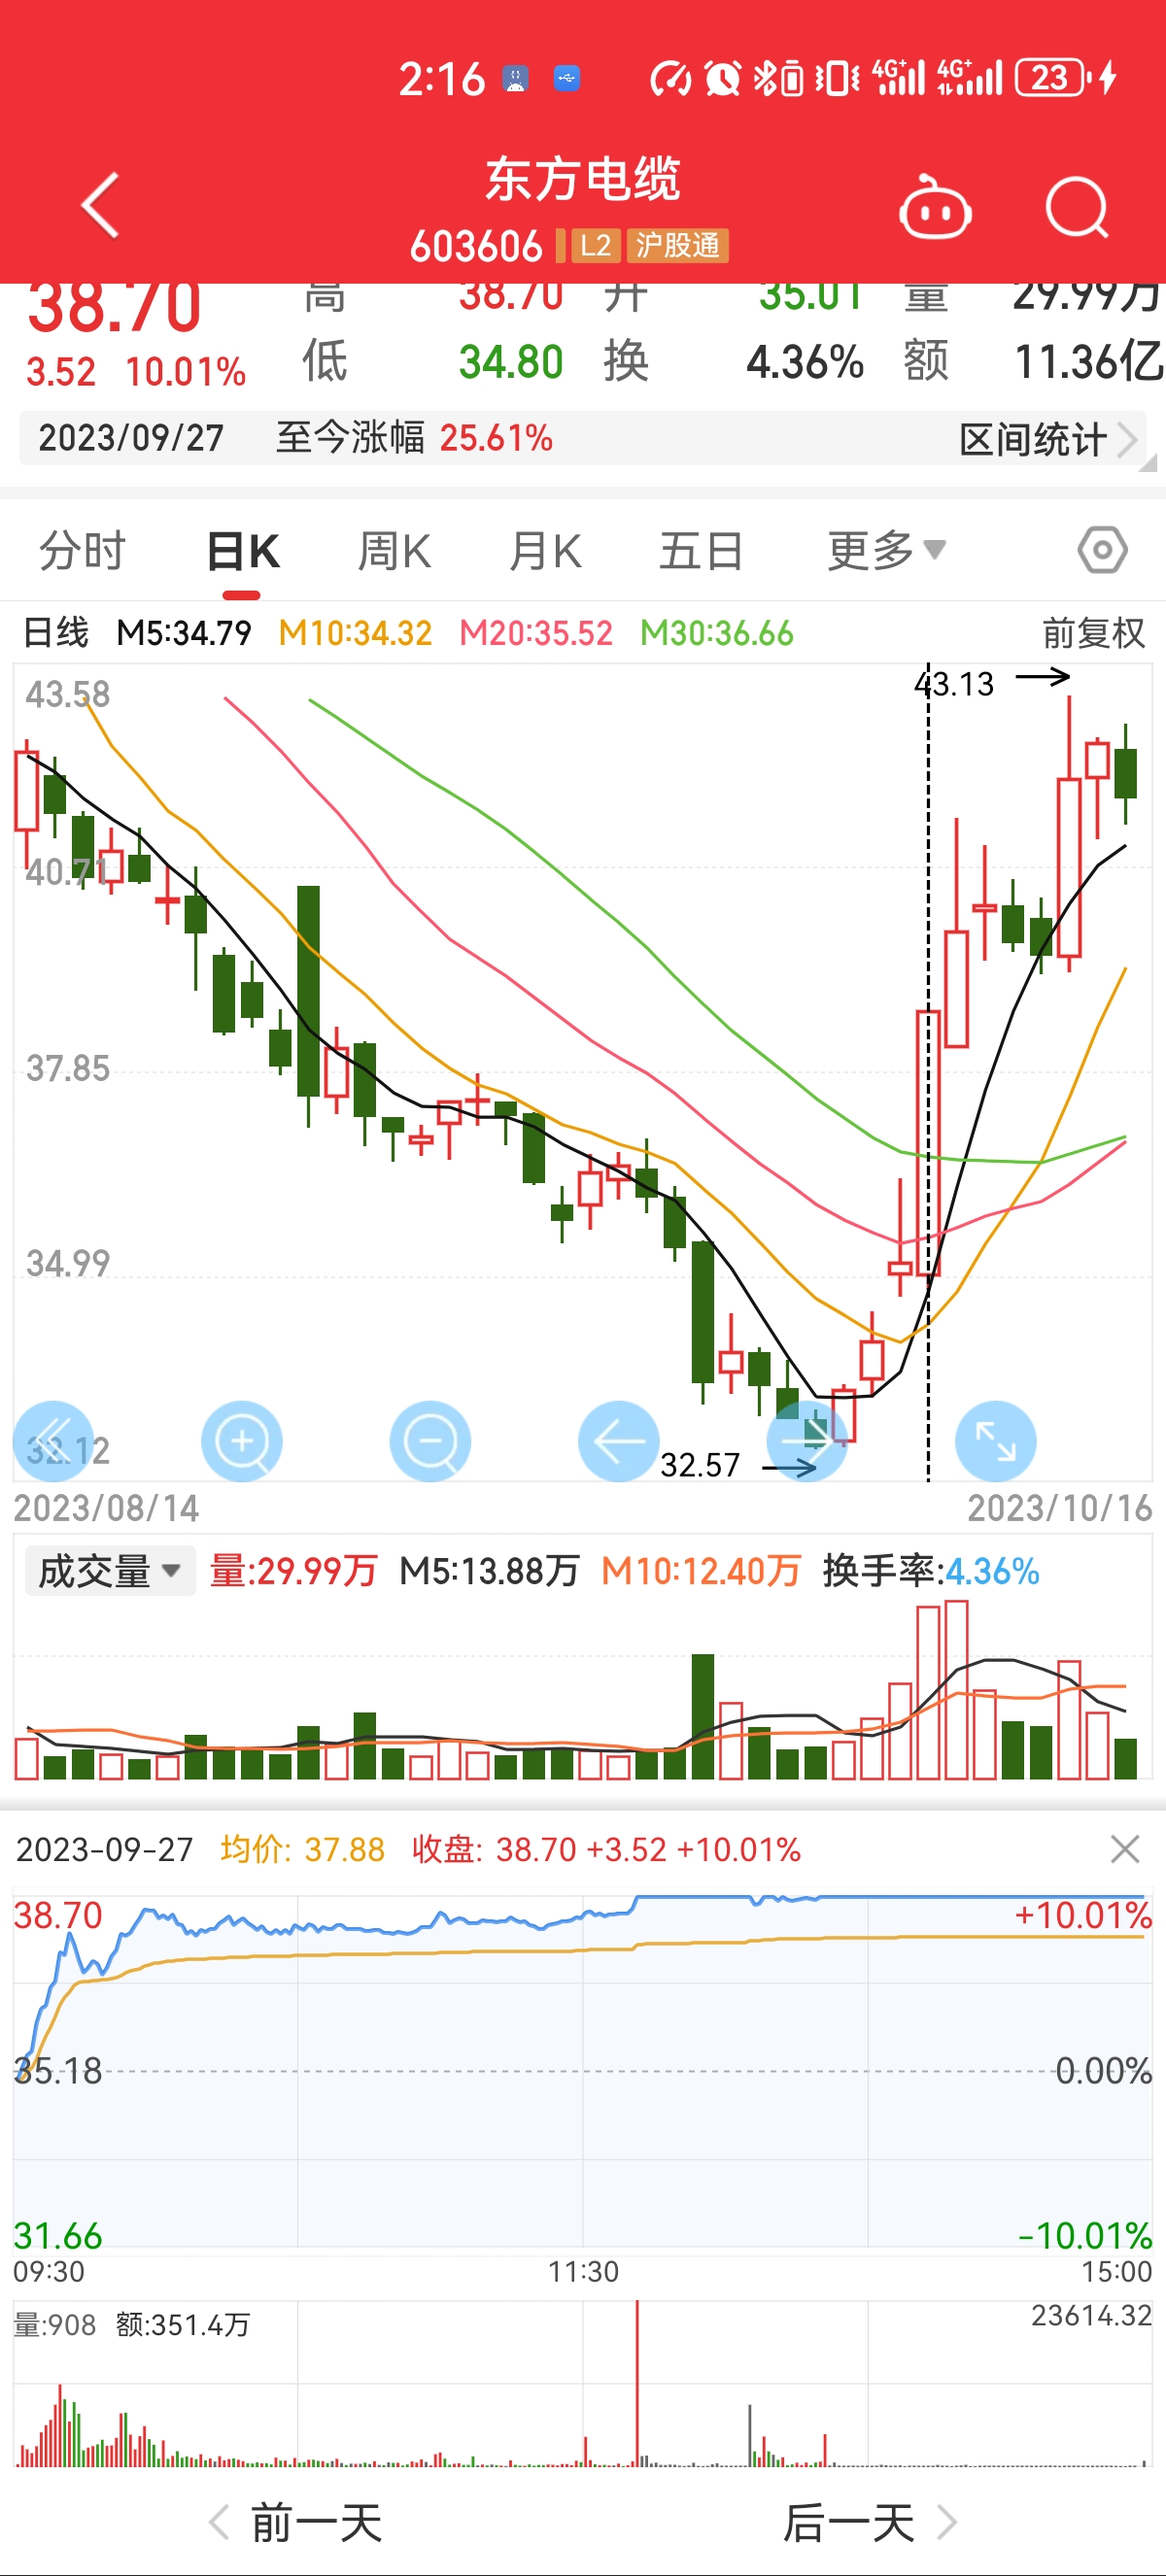 2:16 4G+ 4G+ 23
东方电缆
603606 L2 沪股通
38.70 高 38.70 开 35.01 量 29.99万
3.52 10.01% 低 34.80 换 4.36% 额 11.36亿
2023/09/27 至今涨幅 25.61% 区间统计
分时 日K 周K 月K 五日 更多
日线 M5:34.79 M10:34.32 M20:35.52 M30:36.66 前复权
43.58
43.13
40.71
37.85
34.99
32.12
32.57
2023/08/14 2023/10/16
成交量 量:29.99万 M5:13.88万 M10:12.40万 换手率:4.36%
2023-09-27 均价: 37.88 收盘: 38.70 +3.52 +10.01%
38.70 +10.01%
35.18 0.00%
31.66 -10.01%
09:30 11:30 15:00
量:908 额:351.4万 23614.32
前一天 后一天